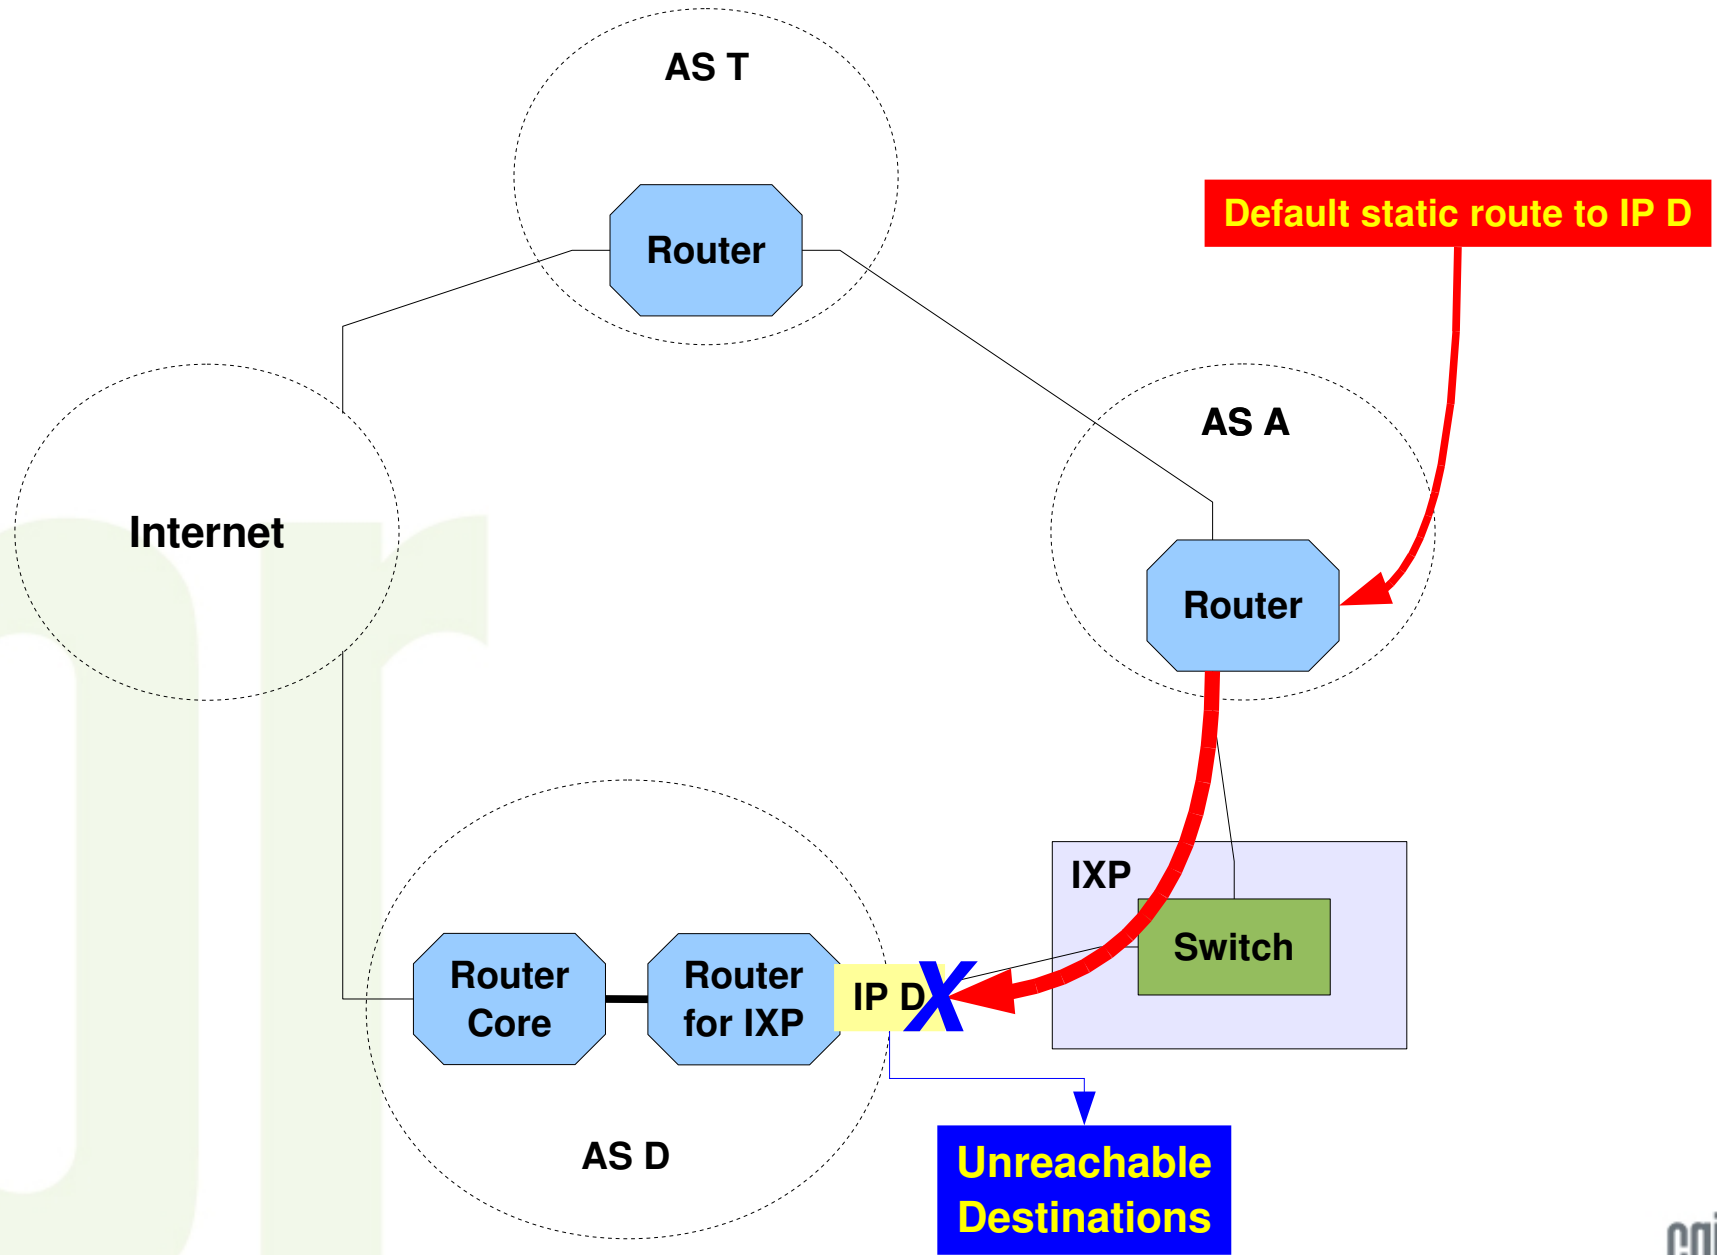 AS T
Router
Default static route to IP D
AS A
Internet
Router
IXP
Switch
Router
Core
Router
for IXP
IP D
X
AS D
Unreachable
Destinations